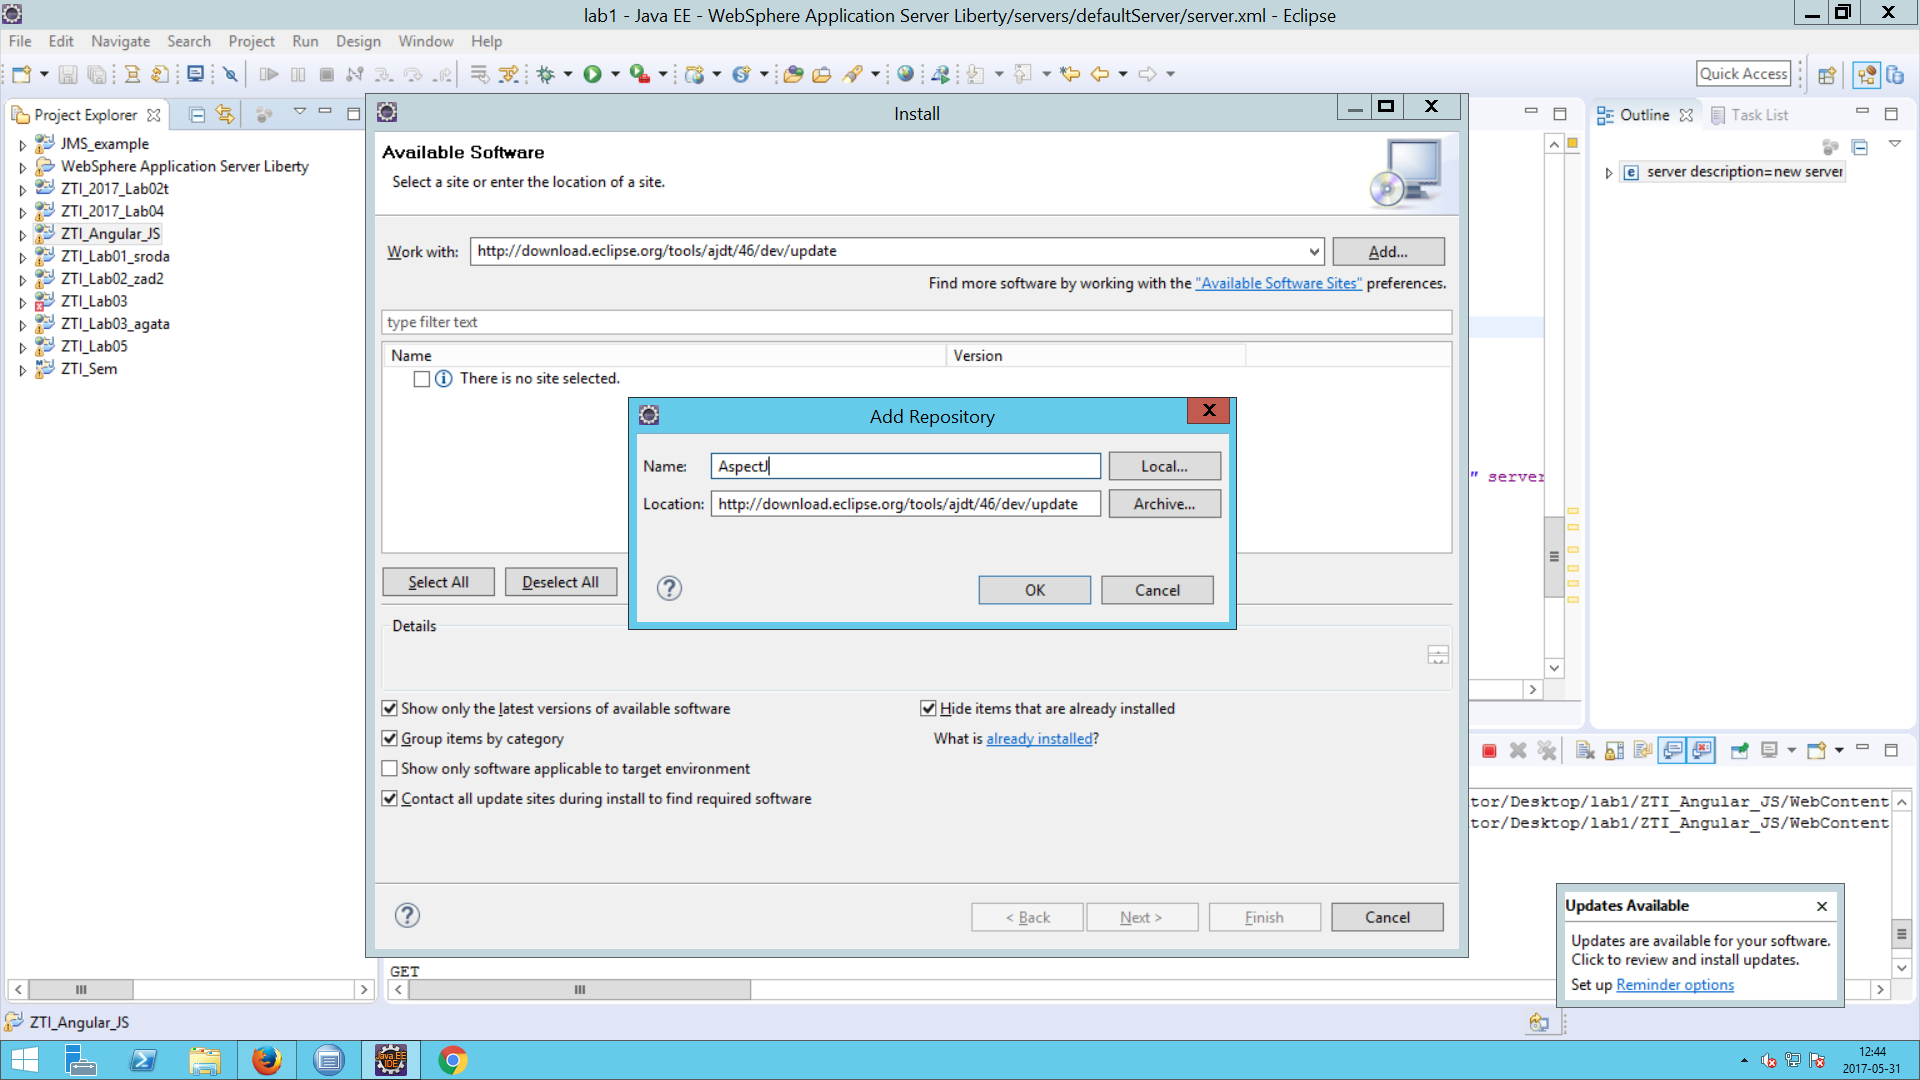 lab1 - Java EE - WebSphere Application Server Liberty/servers/defaultServer/server.xml - Eclipse
File Edit Navigate Search Project Run Design Window Help
Quick Access
Project Explorer
JMS_example
WebSphere Application Server Liberty
ZTI_2017_Lab02t
ZTI_2017_Lab04
ZTI_Angular_JS
ZTI_Lab01_sroda
ZTI_Lab02_zad2
ZTI_Lab03
ZTI_Lab03_agata
ZTI_Lab05
ZTI_Sem
Install
Available Software
Select a site or enter the location of a site.
Work with: http://download.eclipse.org/tools/ajdt/46/dev/update Add...
Find more software by working with the "Available Software Sites" preferences.
type filter text
Name Version
There is no site selected.
Add Repository
Name: AspectJ Local...
Location: http://download.eclipse.org/tools/ajdt/46/dev/update Archive...
OK Cancel
Select All Deselect All
Details
Show only the latest versions of available software
Hide items that are already installed
Group items by category
What is already installed?
Show only software applicable to target environment
Contact all update sites during install to find required software
< Back Next > Finish Cancel
Outline Task List
server description=new server
" server
tor/Desktop/lab1/ZTI_Angular_JS/WebContent
tor/Desktop/lab1/ZTI_Angular_JS/WebContent
GET
Updates Available
Updates are available for your software.
Click to review and install updates.
Set up Reminder options
ZTI_Angular_JS
Java EE
IDE
12:44
2017-05-31